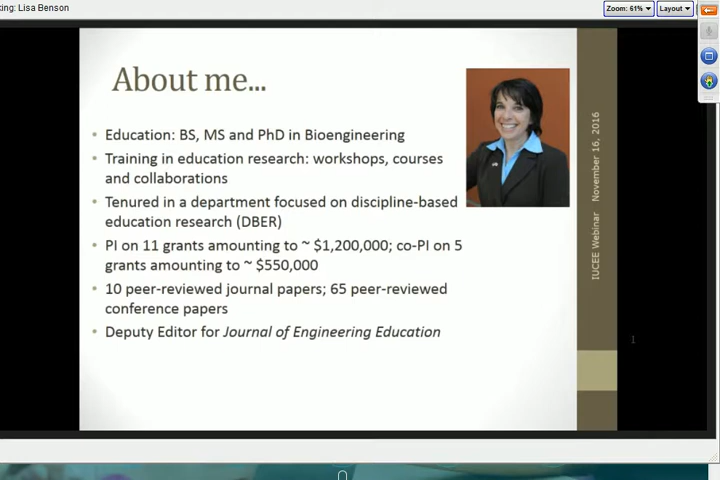 king: Lisa Benson
Zoom: 61%
Layout
About me...
• Education: BS, MS and PhD in Bioengineering
• Training in education research: workshops, courses
and collaborations
• Tenured in a department focused on discipline-based
education research (DBER)
• PI on 11 grants amounting to ~ $1,200,000; co-PI on 5
grants amounting to ~ $550,000
• 10 peer-reviewed journal papers; 65 peer-reviewed
conference papers
• Deputy Editor for Journal of Engineering Education
IUCEE Webinar November 16, 2016